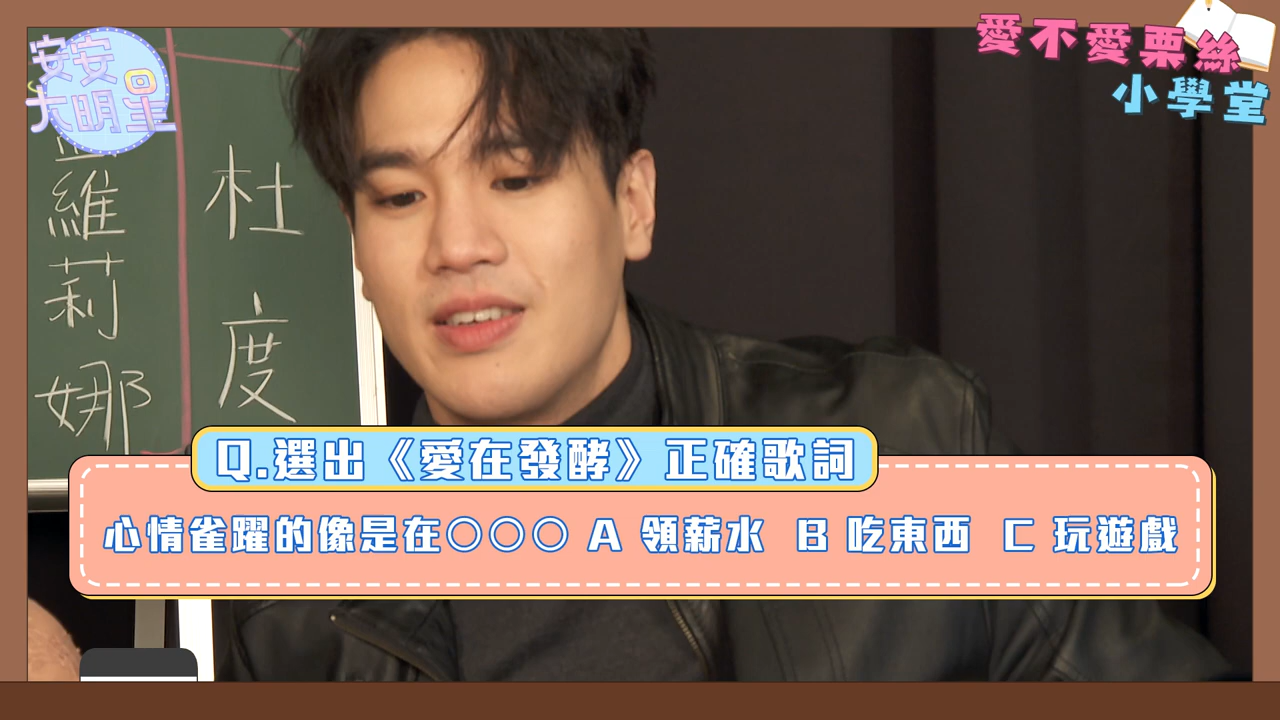 安安
大明星
愛不愛栗絲
小學堂
蘿莉娜
杜度
Q.選出《愛在發酵》正確歌詞
心情雀躍的像是在○○○ A 領薪水 B 吃東西 C 玩遊戲